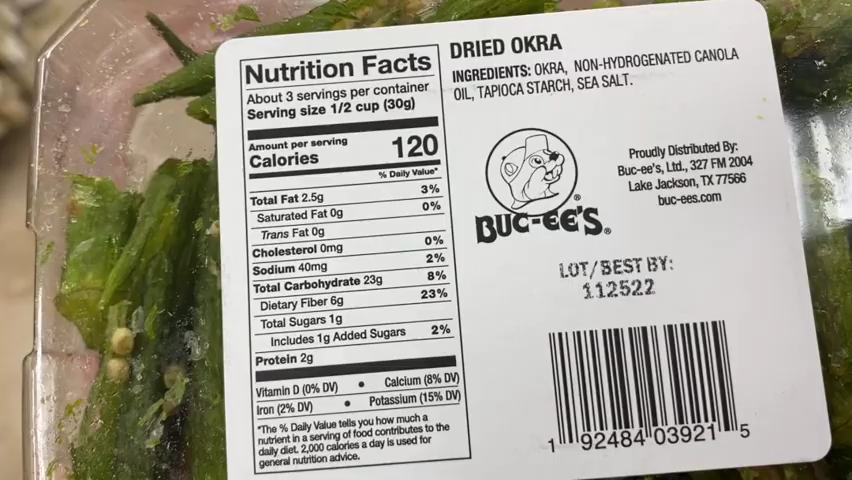 Nutrition Facts
About 3 servings per container
Serving size 1/2 cup (30g)
Amount per serving
Calories 120
% Daily Value*
Total Fat 2.5g 3%
Saturated Fat 0g 0%
Trans Fat 0g
Cholesterol 0mg 0%
Sodium 40mg 2%
Total Carbohydrate 23g 8%
Dietary Fiber 6g 23%
Total Sugars 1g
Includes 1g Added Sugars 2%
Protein 2g
Vitamin D (0% DV) • Calcium (8% DV)
Iron (2% DV) • Potassium (15% DV)
*The % Daily Value tells you how much a
nutrient in a serving of food contributes to the
daily diet. 2,000 calories a day is used for
general nutrition advice.
DRIED OKRA
INGREDIENTS: OKRA, NON-HYDROGENATED CANOLA
OIL, TAPIOCA STARCH, SEA SALT.
BUC-EE'S®
Proudly Distributed By:
Buc-ee's, Ltd., 327 FM 2004
Lake Jackson, TX 77566
buc-ees.com
LOT/BEST BY:
112522
1 92484 03921 5